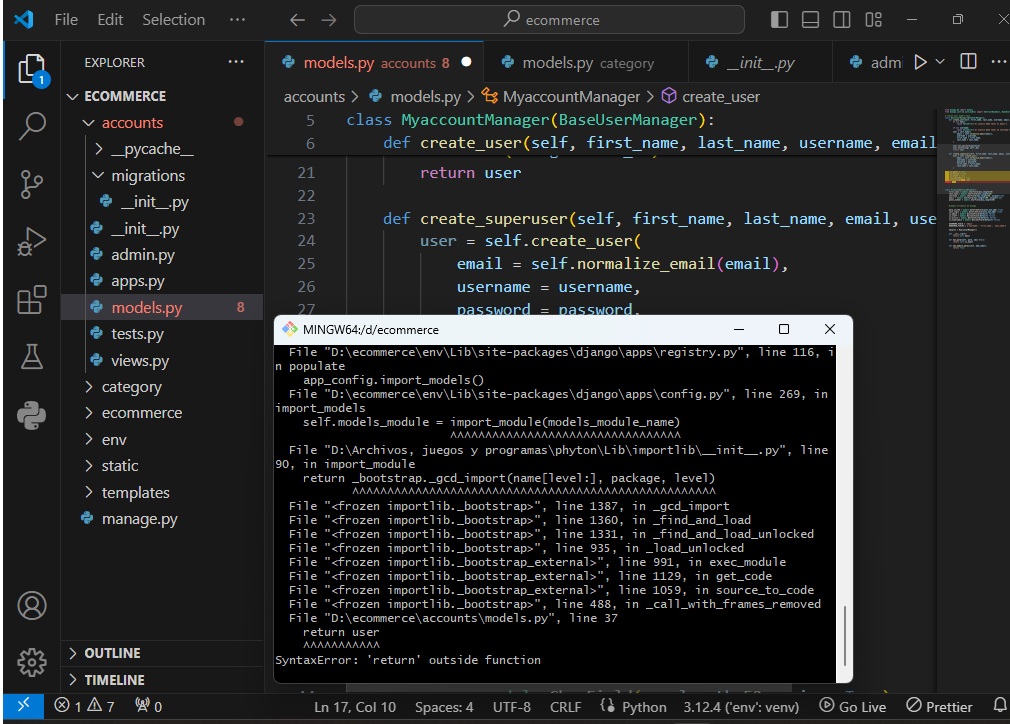 File Edit Selection ··· ecommerce
EXPLORER ···
models.py accounts 8 models.py category __init__.py admi ···
accounts > models.py > MyaccountManager > create_user
ECOMMERCE
accounts
__pycache__
migrations
__init__.py
__init__.py
admin.py
apps.py
models.py 8
tests.py
views.py
category
ecommerce
env
static
templates
manage.py
OUTLINE
TIMELINE
1
5 class MyaccountManager(BaseUserManager):
6 def create_user(self, first_name, last_name, username, email
21 return user
22
23 def create_superuser(self, first_name, last_name, email, use
24 user = self.create_user(
25 email = self.normalize_email(email),
26 username = username,
27 password = password,
MINGW64:/d/ecommerce
File "D:\ecommerce\env\Lib\site-packages\django\apps\registry.py", line 116, i
n populate
app_config.import_models()
File "D:\ecommerce\env\Lib\site-packages\django\apps\config.py", line 269, in
import_models
self.models_module = import_module(models_module_name)
^^^^^^^^^^^^^^^^^^^^^^^^^^^^^^^^^
File "D:\Archivos, juegos y programas\phyton\Lib\importlib\__init__.py", line
90, in import_module
return _bootstrap._gcd_import(name[level:], package, level)
^^^^^^^^^^^^^^^^^^^^^^^^^^^^^^^^^^^^^^^^^^^^^^^^^^^^
File "<frozen importlib._bootstrap>", line 1387, in _gcd_import
File "<frozen importlib._bootstrap>", line 1360, in _find_and_load
File "<frozen importlib._bootstrap>", line 1331, in _find_and_load_unlocked
File "<frozen importlib._bootstrap>", line 935, in _load_unlocked
File "<frozen importlib._bootstrap_external>", line 991, in exec_module
File "<frozen importlib._bootstrap_external>", line 1129, in get_code
File "<frozen importlib._bootstrap_external>", line 1059, in source_to_code
File "<frozen importlib._bootstrap>", line 488, in _call_with_frames_removed
File "D:\ecommerce\accounts\models.py", line 37
return user
^^^^^^^^^^^
SyntaxError: 'return' outside function
1 7 0 Ln 17, Col 10 Spaces: 4 UTF-8 CRLF Python 3.12.4 ('env': venv) Go Live Prettier